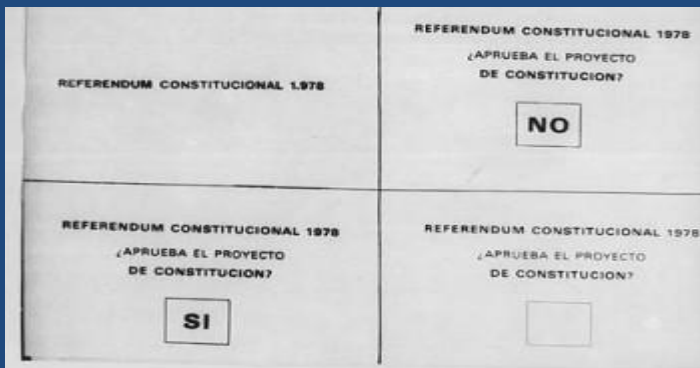 REFERENDUM CONSTITUCIONAL 1.978
REFERENDUM CONSTITUCIONAL 1978
¿APRUEBA EL PROYECTO
DE CONSTITUCION?
NO
REFERENDUM CONSTITUCIONAL 1978
¿APRUEBA EL PROYECTO
DE CONSTITUCION?
SI
REFERENDUM CONSTITUCIONAL 1978
¿APRUEBA EL PROYECTO
DE CONSTITUCION?